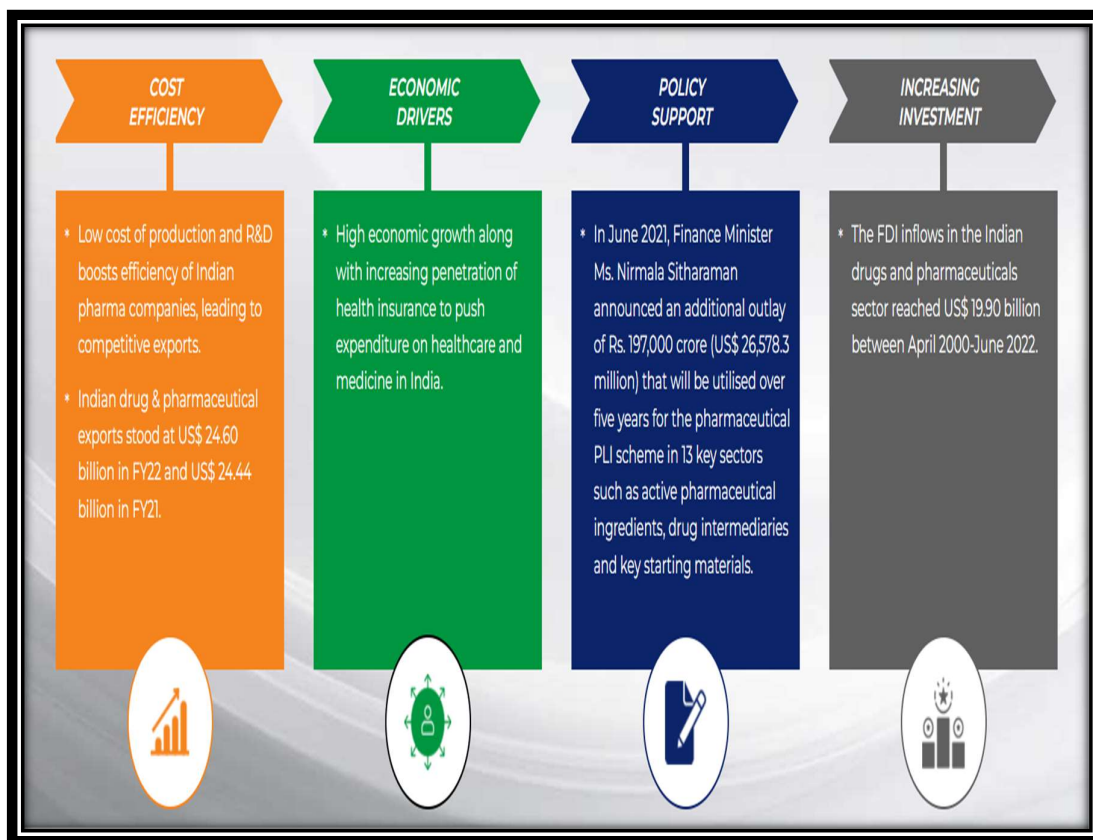 COST
EFFICIENCY
* Low cost of production and R&D
boosts efficiency of Indian
pharma companies, leading to
competitive exports.
* Indian drug & pharmaceutical
exports stood at US$ 24.60
billion in FY22 and US$ 24.44
billion in FY21.
ECONOMIC
DRIVERS
* High economic growth along
with increasing penetration of
health insurance to push
expenditure on healthcare and
medicine in India.
POLICY
SUPPORT
* In June 2021, Finance Minister
Ms. Nirmala Sitharaman
announced an additional outlay
of Rs. 197,000 crore (US$ 26,578.3
million) that will be utilised over
five years for the pharmaceutical
PLI scheme in 13 key sectors
such as active pharmaceutical
ingredients, drug intermediaries
and key starting materials.
INCREASING
INVESTMENT
* The FDI inflows in the Indian
drugs and pharmaceuticals
sector reached US$ 19.90 billion
between April 2000-June 2022.